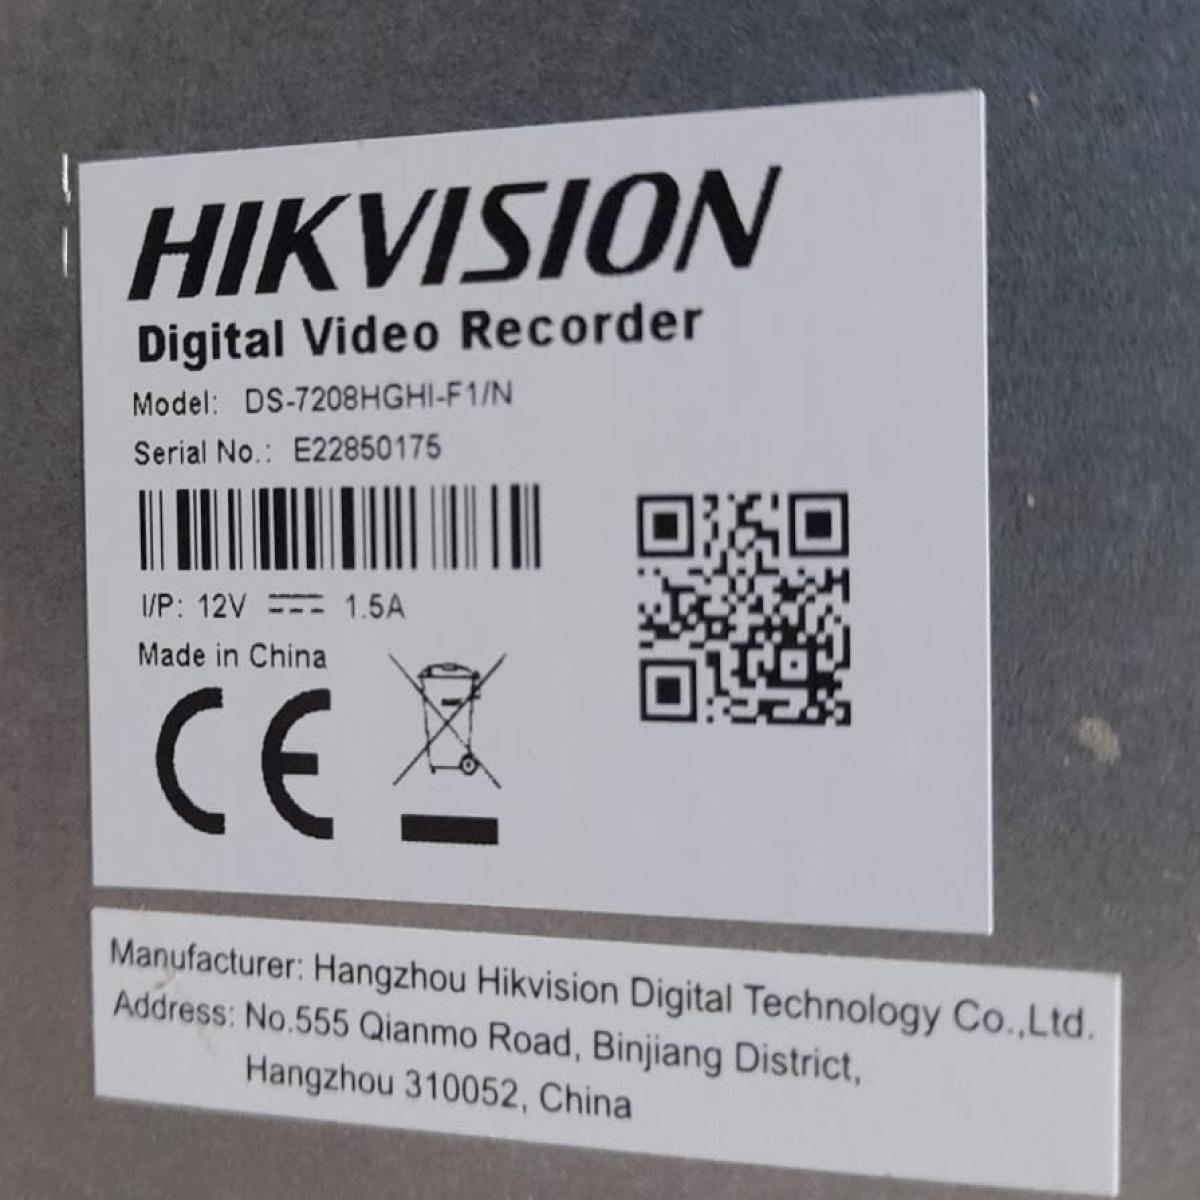 HIKVISION
Digital Video Recorder
Model: DS-7208HGHI-F1/N
Serial No.: E22850175
I/P: 12V ⎓ 1.5A
Made in China
CE
Manufacturer: Hangzhou Hikvision Digital Technology Co.,Ltd.
Address: No.555 Qianmo Road, Binjiang District,
Hangzhou 310052, China